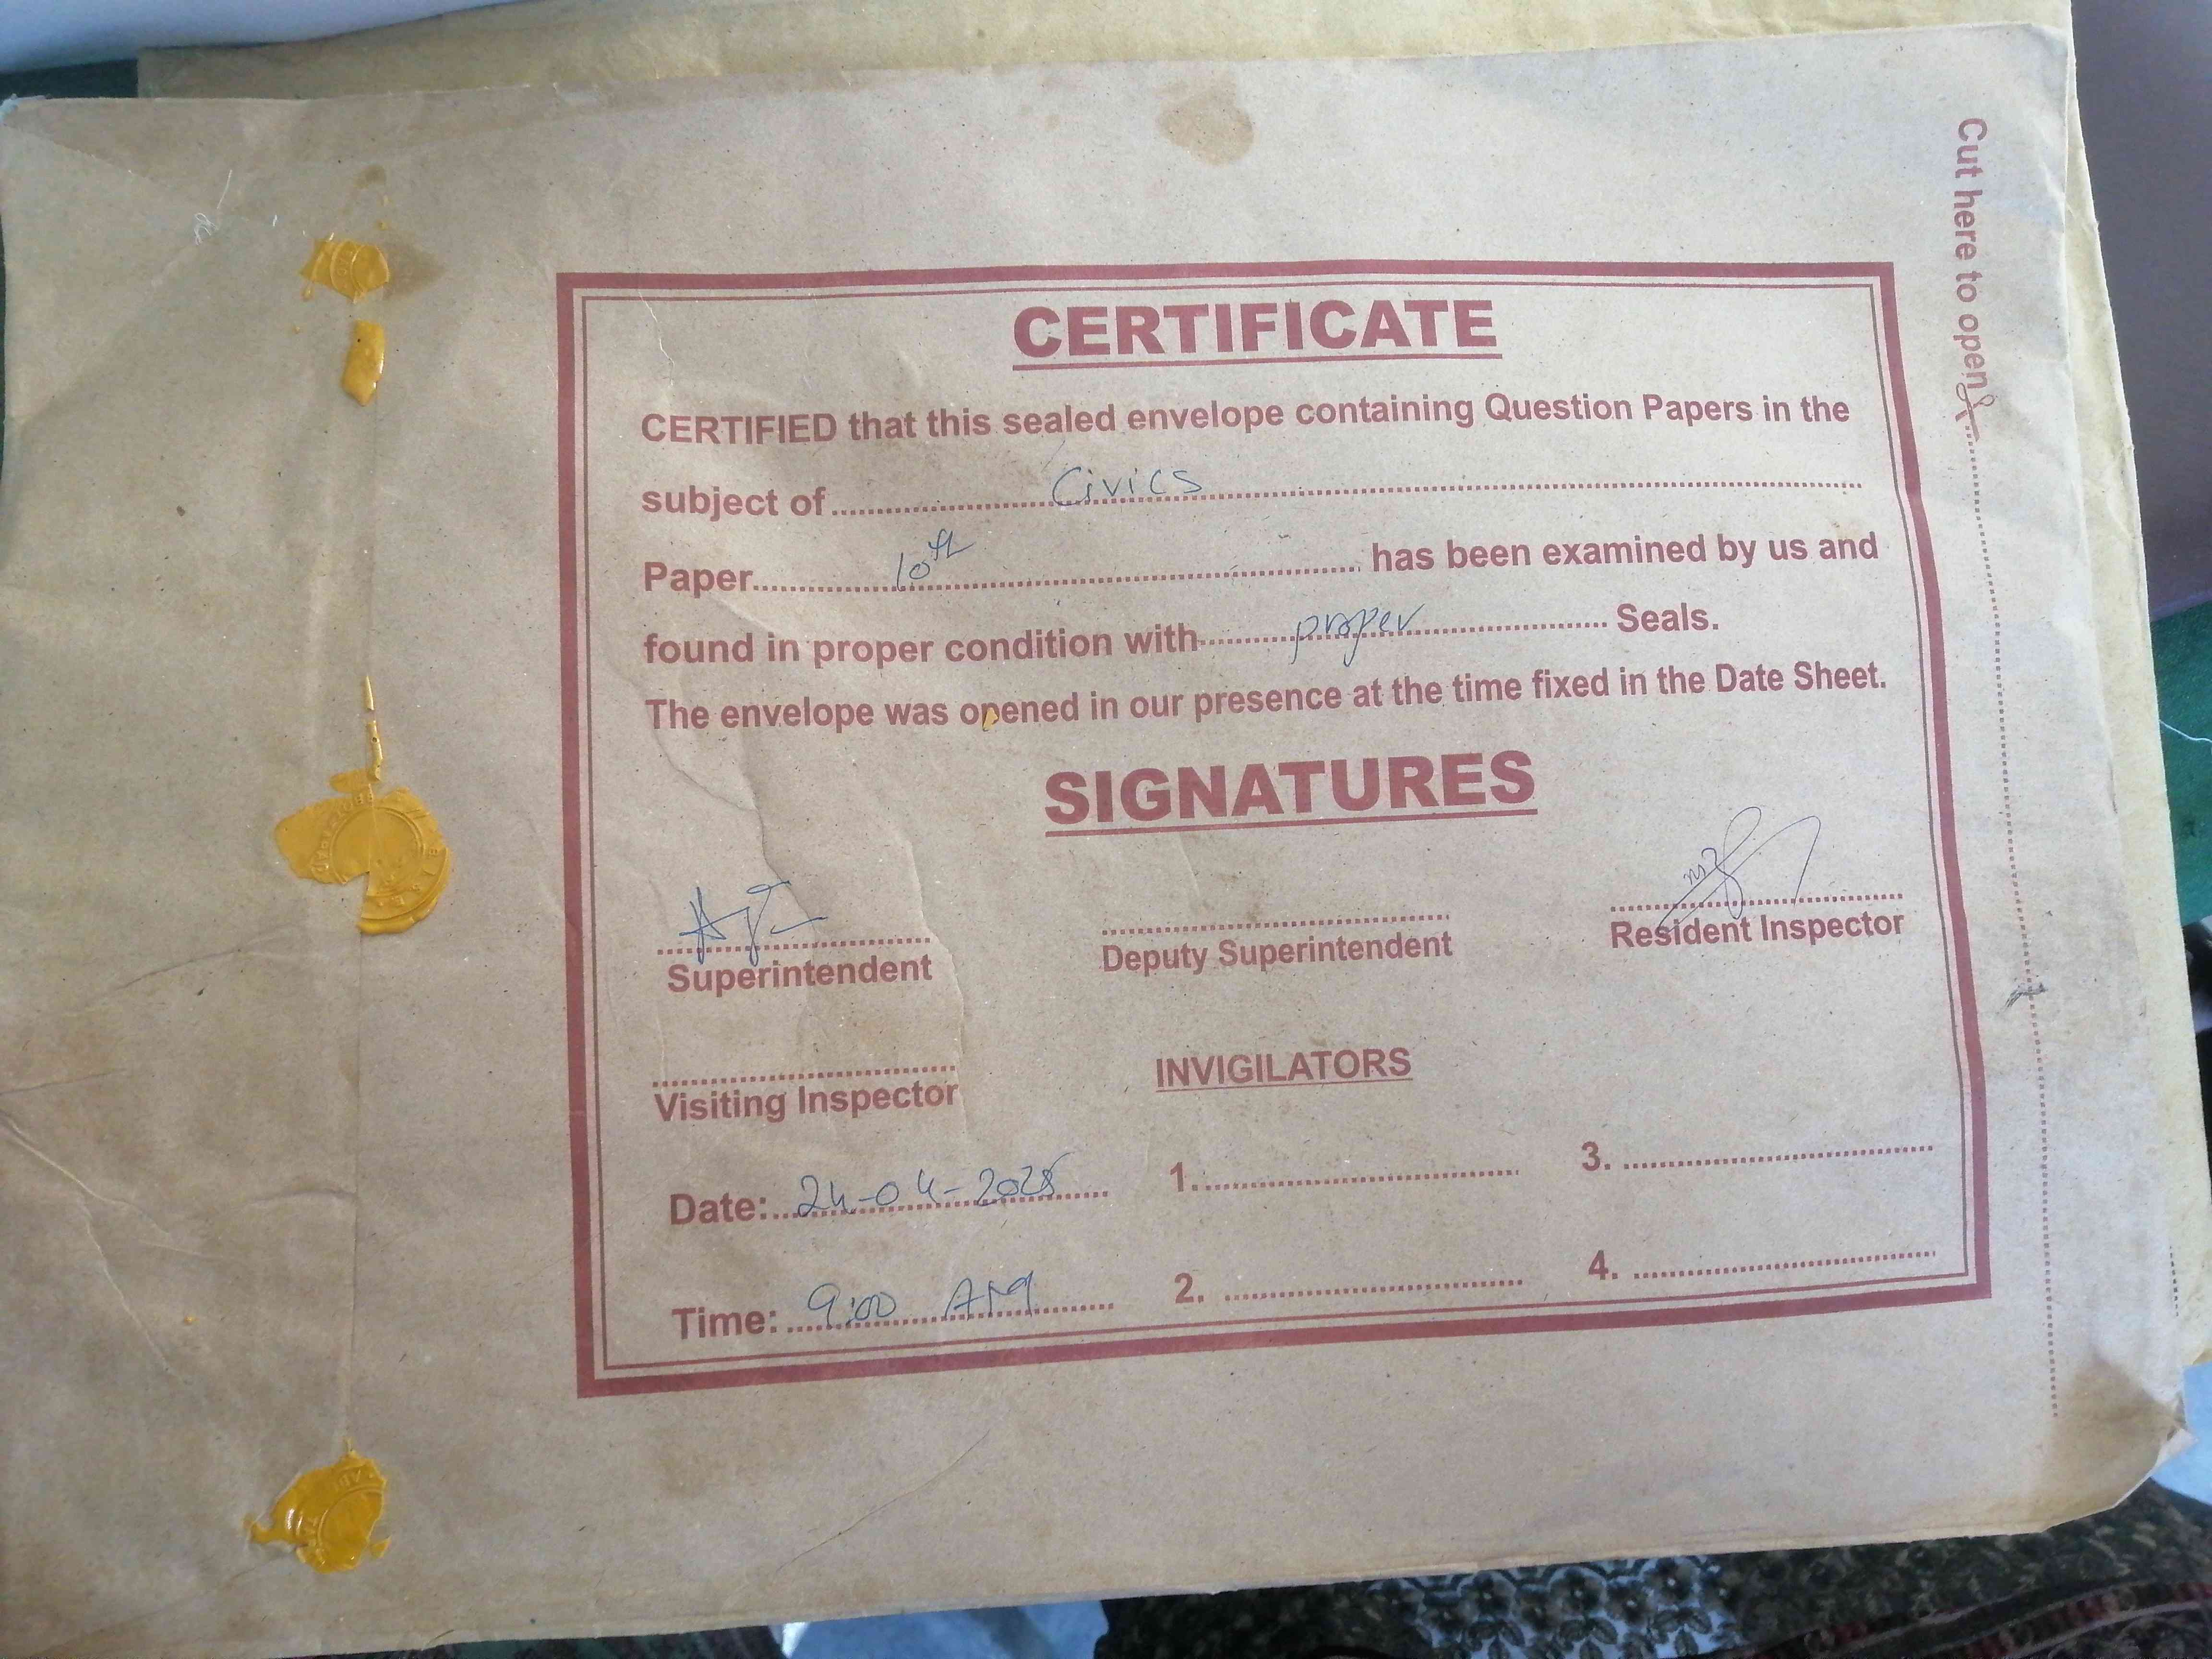 Cut here to open
CERTIFICATE
CERTIFIED that this sealed envelope containing Question Papers in the
subject of..........Civics..........
Paper..........10th.......... has been examined by us and
found in proper condition with..........proper.......... Seals.
The envelope was opened in our presence at the time fixed in the Date Sheet.
SIGNATURES
Superintendent
Deputy Superintendent
Resident Inspector
Visiting Inspector
INVIGILATORS
Date: 24-04-2025
1.
3.
Time: 9:00 AM
2.
4.